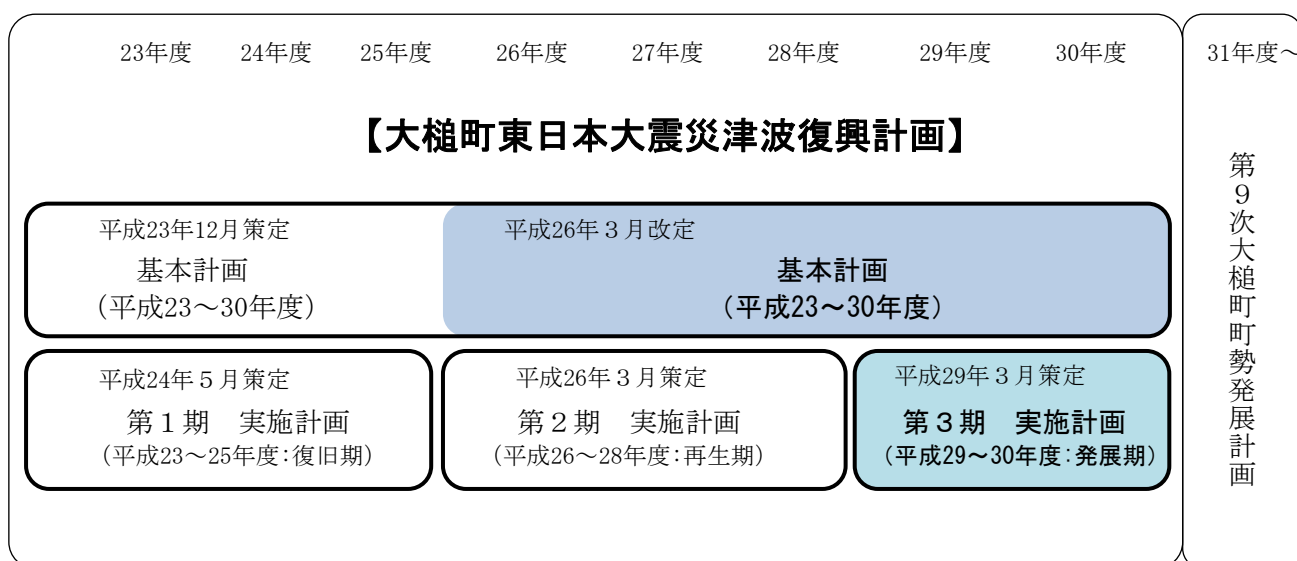 23年度 24年度 25年度 26年度 27年度 28年度 29年度 30年度 31年度～
【大槌町東日本大震災津波復興計画】
平成23年12月策定
基本計画
（平成23～30年度）
平成26年３月改定
基本計画
（平成23～30年度）
平成24年５月策定
第１期　実施計画
（平成23～25年度：復旧期）
平成26年３月策定
第２期　実施計画
（平成26～28年度：再生期）
平成29年３月策定
第３期　実施計画
（平成29～30年度：発展期）
第９次大槌町町勢発展計画